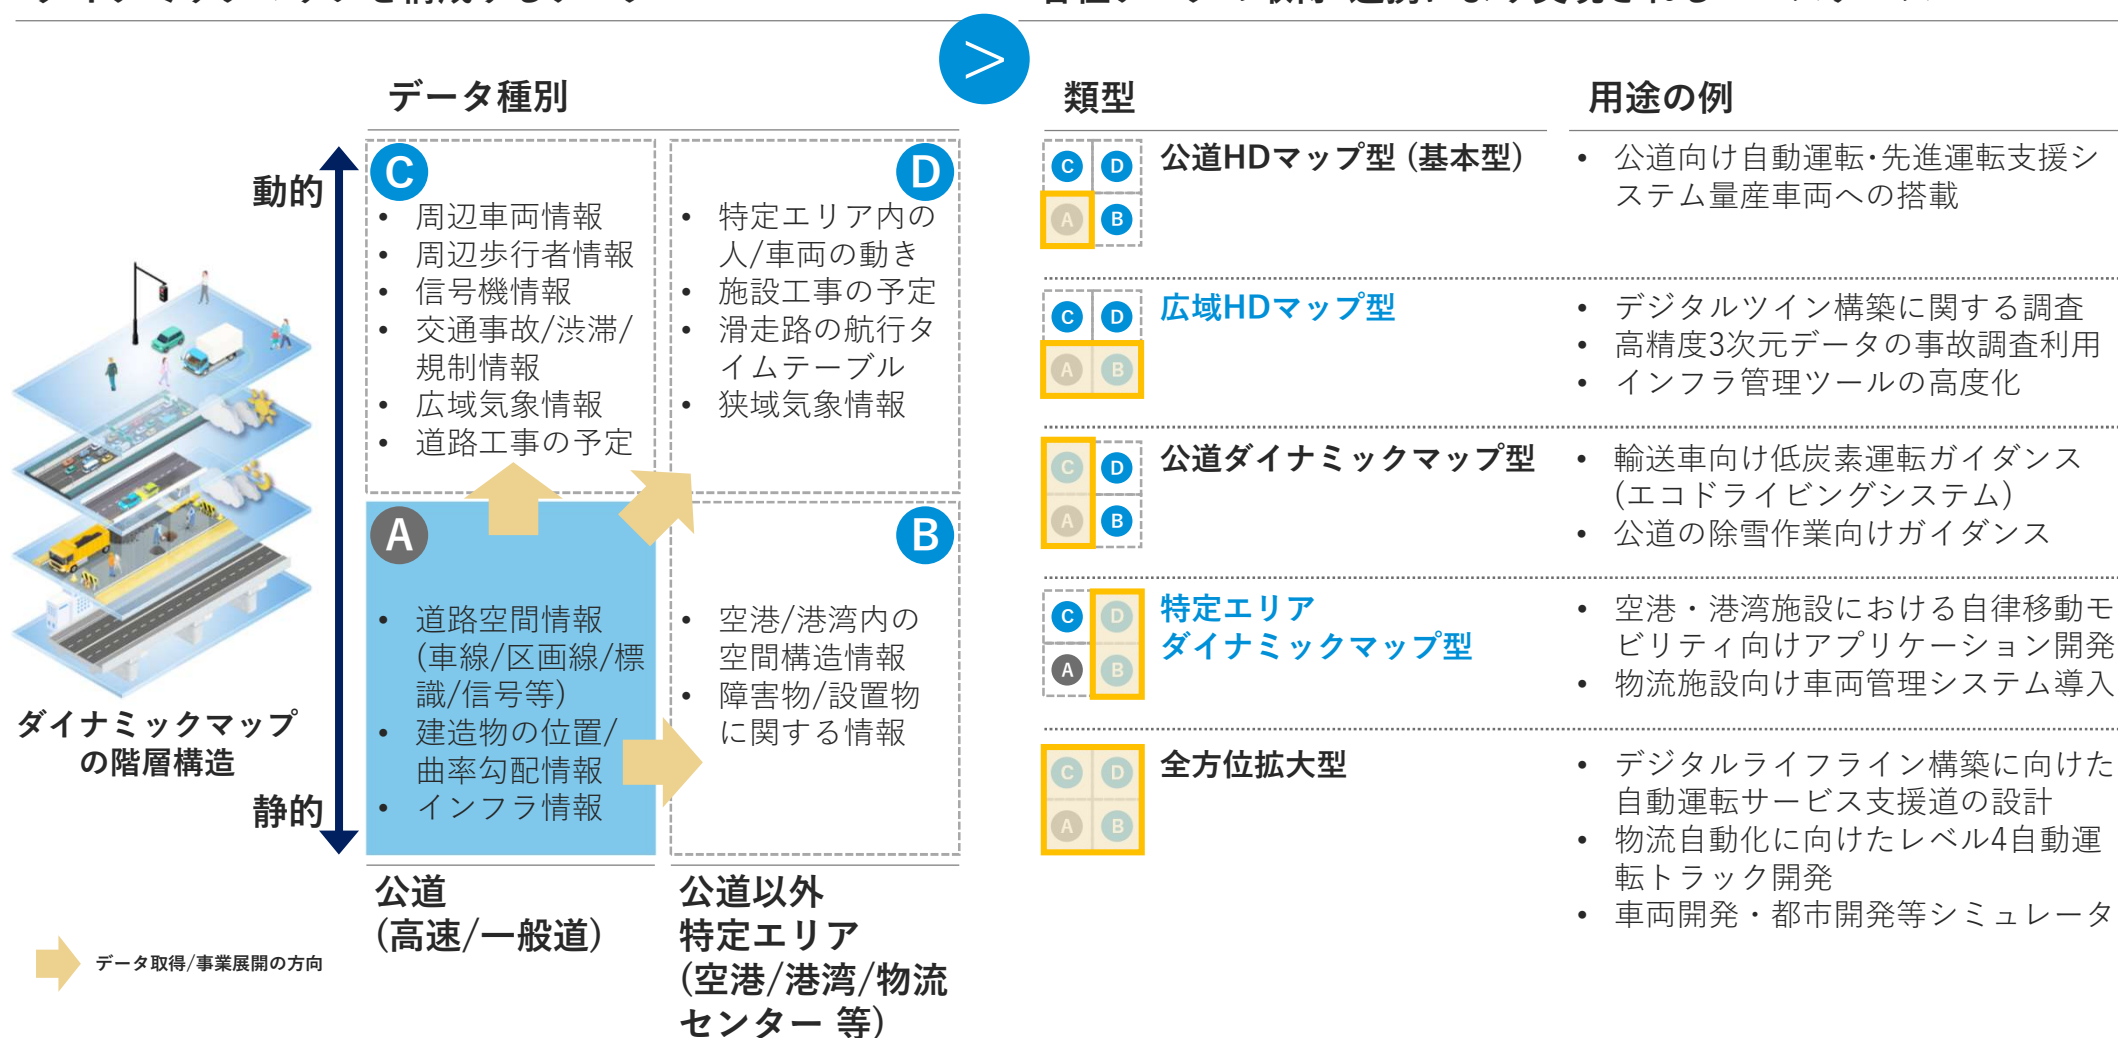 データ種別
動的
C
• 周辺車両情報
• 周辺歩行者情報
• 信号機情報
• 交通事故/渋滞/
規制情報
• 広域気象情報
• 道路工事の予定
D
• 特定エリア内の
人/車両の動き
• 施設工事の予定
• 滑走路の航行タ
イムテーブル
• 狭域気象情報
A
• 道路空間情報
(車線/区画線/標
識/信号等)
• 建造物の位置/
曲率勾配情報
• インフラ情報
B
• 空港/港湾内の
空間構造情報
• 障害物/設置物
に関する情報
ダイナミックマップ
の階層構造
静的
公道
(高速/一般道)
公道以外
特定エリア
(空港/港湾/物流
センター 等)
データ取得/事業展開の方向
>
類型
用途の例
C D
A B
公道HDマップ型 (基本型)
• 公道向け自動運転･先進運転支援シ
ステム量産車両への搭載
C D
A B
広域HDマップ型
• デジタルツイン構築に関する調査
• 高精度3次元データの事故調査利用
• インフラ管理ツールの高度化
C D
A B
公道ダイナミックマップ型
• 輸送車向け低炭素運転ガイダンス
(エコドライビングシステム)
• 公道の除雪作業向けガイダンス
C D
A B
特定エリア
ダイナミックマップ型
• 空港・港湾施設における自律移動モ
ビリティ向けアプリケーション開発
• 物流施設向け車両管理システム導入
C D
A B
全方位拡大型
• デジタルライフライン構築に向けた
自動運転サービス支援道の設計
• 物流自動化に向けたレベル4自動運
転トラック開発
• 車両開発・都市開発等シミュレータ